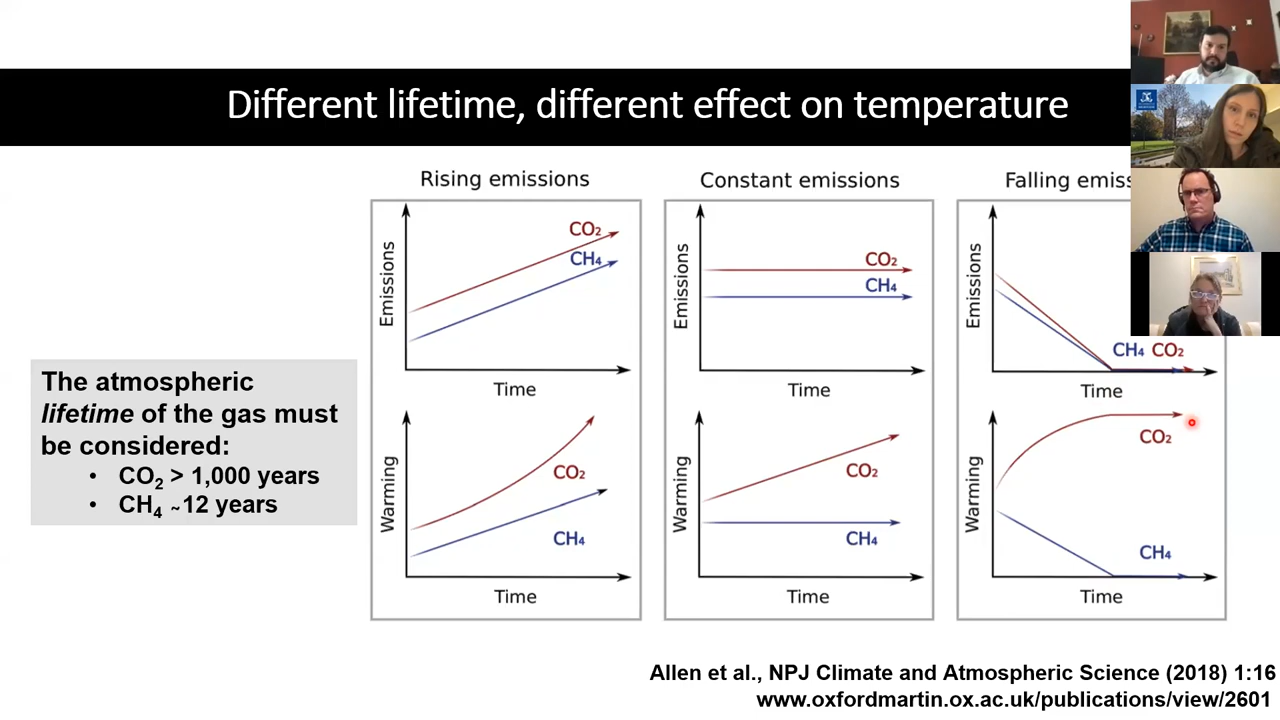 Different lifetime, different effect on temperature
Rising emissions
Emissions
CO₂
CH₄
Time
Warming
CO₂
CH₄
Time
Constant emissions
Emissions
CO₂
CH₄
Time
Warming
CO₂
CH₄
Time
Falling
Emissions
CH₄ CO₂
Time
Warming
CO₂
CH₄
Time
The atmospheric
lifetime of the gas must
be considered:
• CO₂ > 1,000 years
• CH₄ ~12 years
Allen et al., NPJ Climate and Atmospheric Science (2018) 1:16
www.oxfordmartin.ox.ac.uk/publications/view/2601